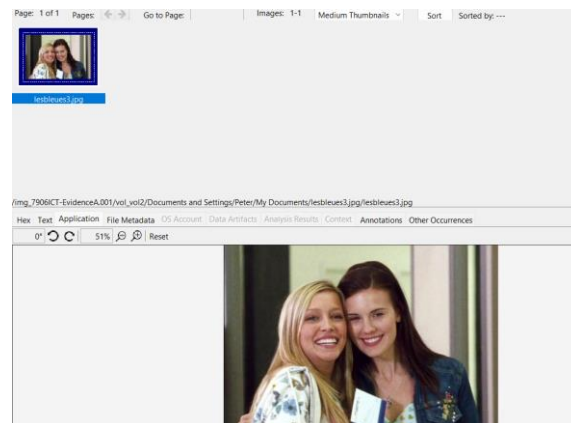 Page: 1 of 1 Pages: Go to Page: Images: 1-1 Medium Thumbnails Sort Sorted by: ---
lesbleues3.jpg
/img_7906ICT-EvidenceA.001/vol_vol2/Documents and Settings/Peter/My Documents/lesbleues3.jpg/lesbleues3.jpg
Hex Text Application File Metadata OS Account Data Artifacts Analysis Results Context Annotations Other Occurrences
0° 51% Reset